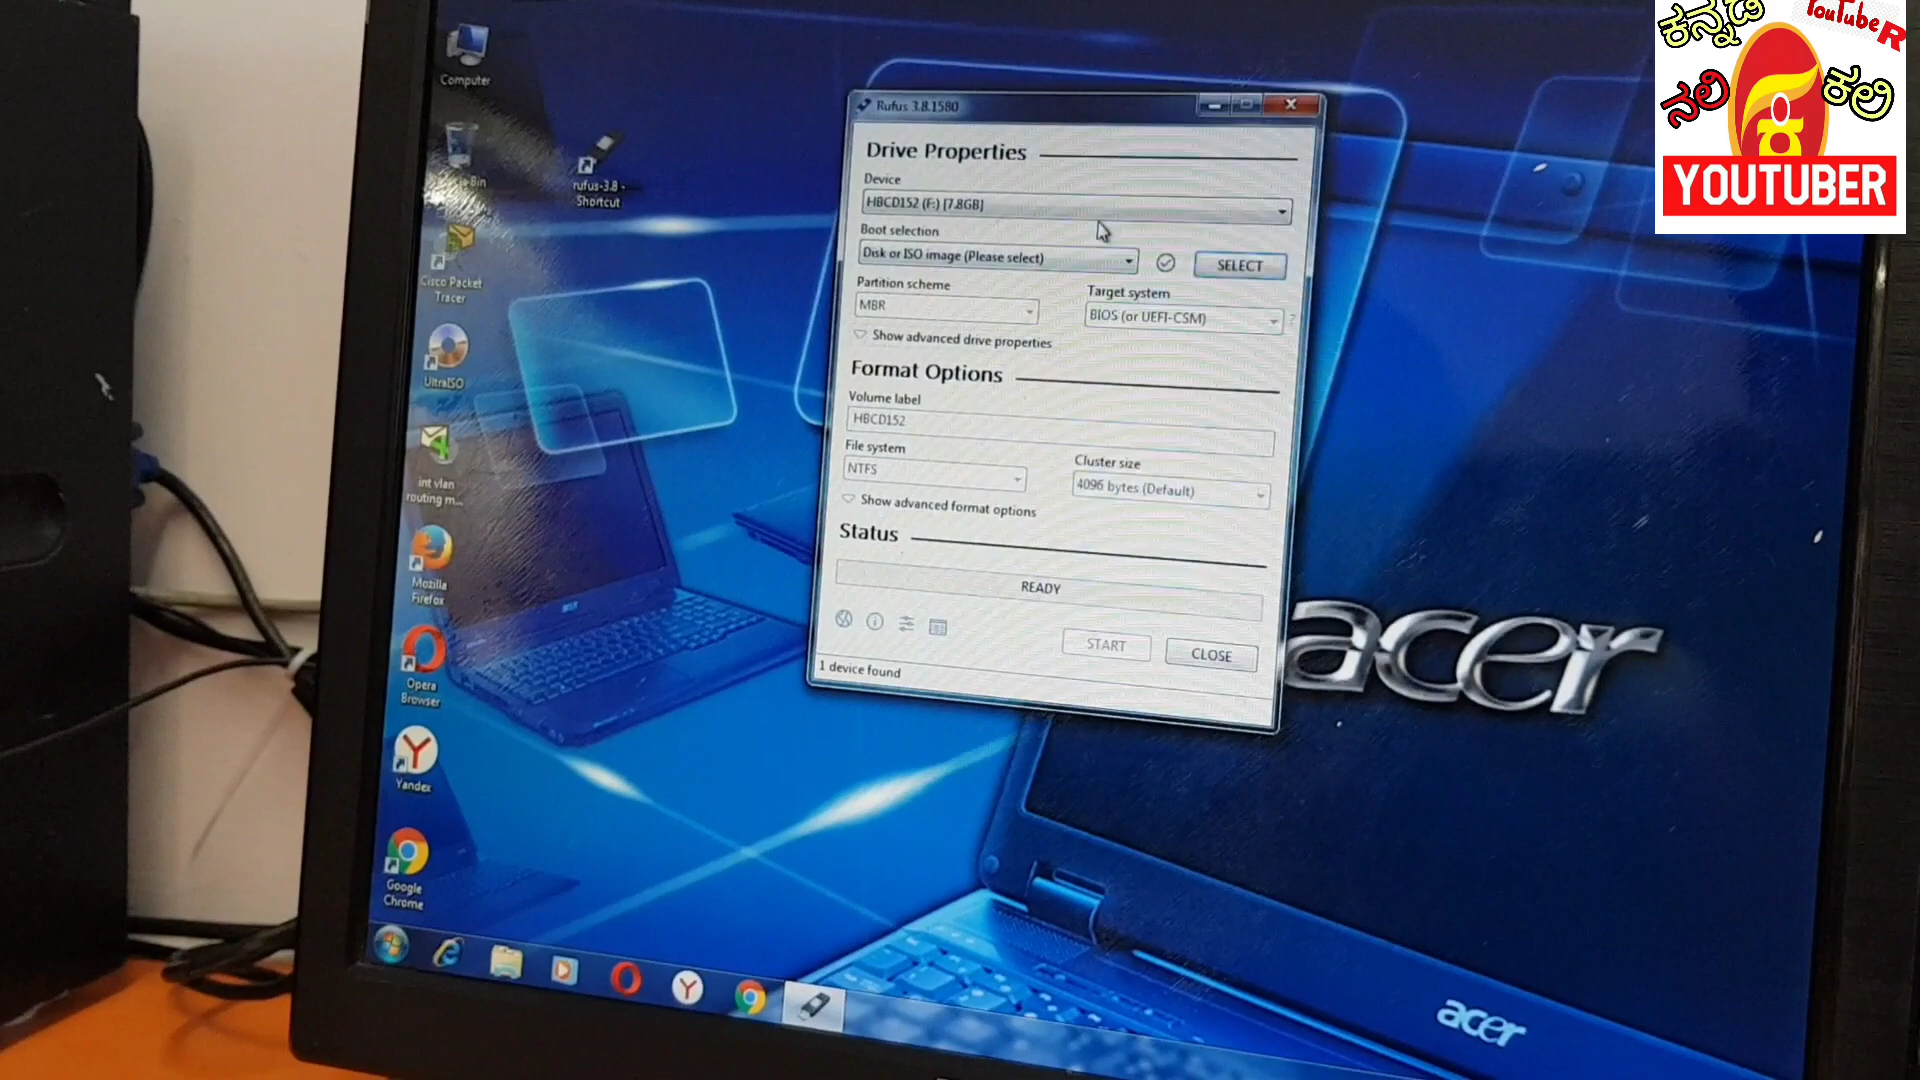 ಕನ್ನಡ
YouTubeR
ನಲಿ
ಕಲಿ
ಕ
YOUTUBER
Computer
rufus-3.8 -
Shortcut
Cisco Packet
Tracer
UltraISO
int vlan
routing m...
Mozilla
Firefox
Opera
Browser
Yandex
Google
Chrome
Rufus 3.8.1580
Drive Properties
Device
HBCD152 (F:) [7.8GB]
Boot selection
Disk or ISO image (Please select)
SELECT
Partition scheme
Target system
MBR
BIOS (or UEFI-CSM) ?
Show advanced drive properties
Format Options
Volume label
HBCD152
File system
Cluster size
NTFS
4096 bytes (Default)
Show advanced format options
Status
READY
START
CLOSE
1 device found
acer
acer